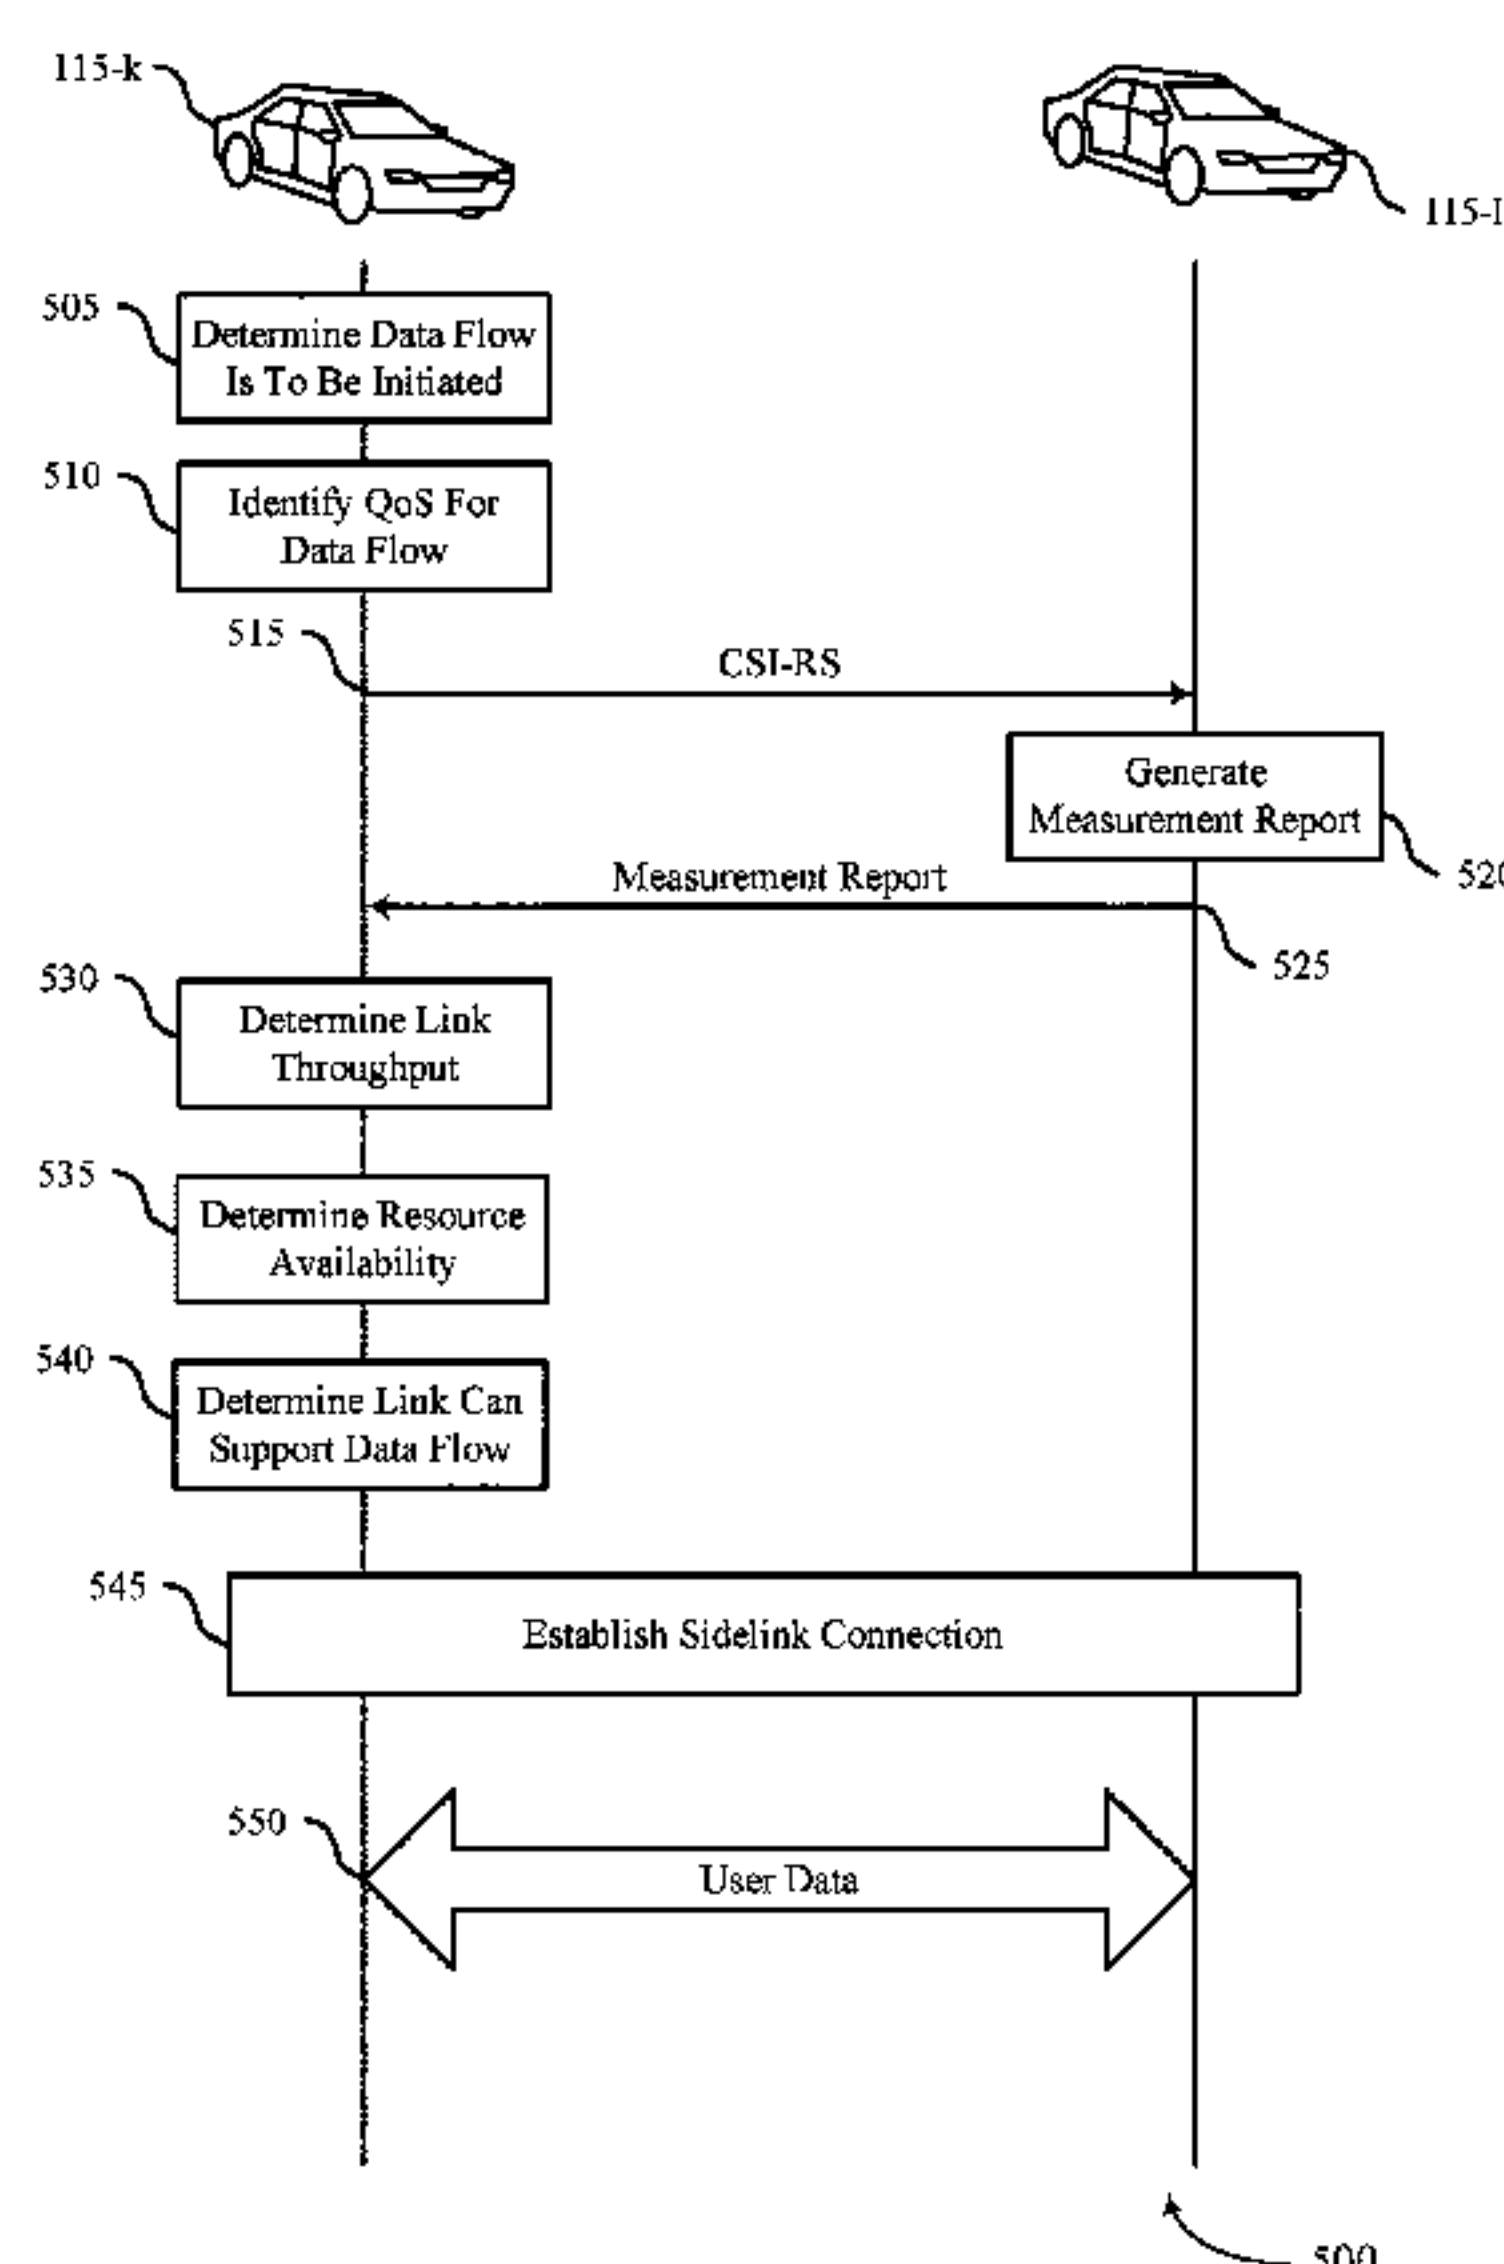 115-k
115-l
505
Determine Data Flow
Is To Be Initiated
510
Identify QoS For
Data Flow
515
CSI-RS
Generate
Measurement Report
520
Measurement Report
525
530
Determine Link
Throughput
535
Determine Resource
Availability
540
Determine Link Can
Support Data Flow
545
Establish Sidelink Connection
550
User Data
500